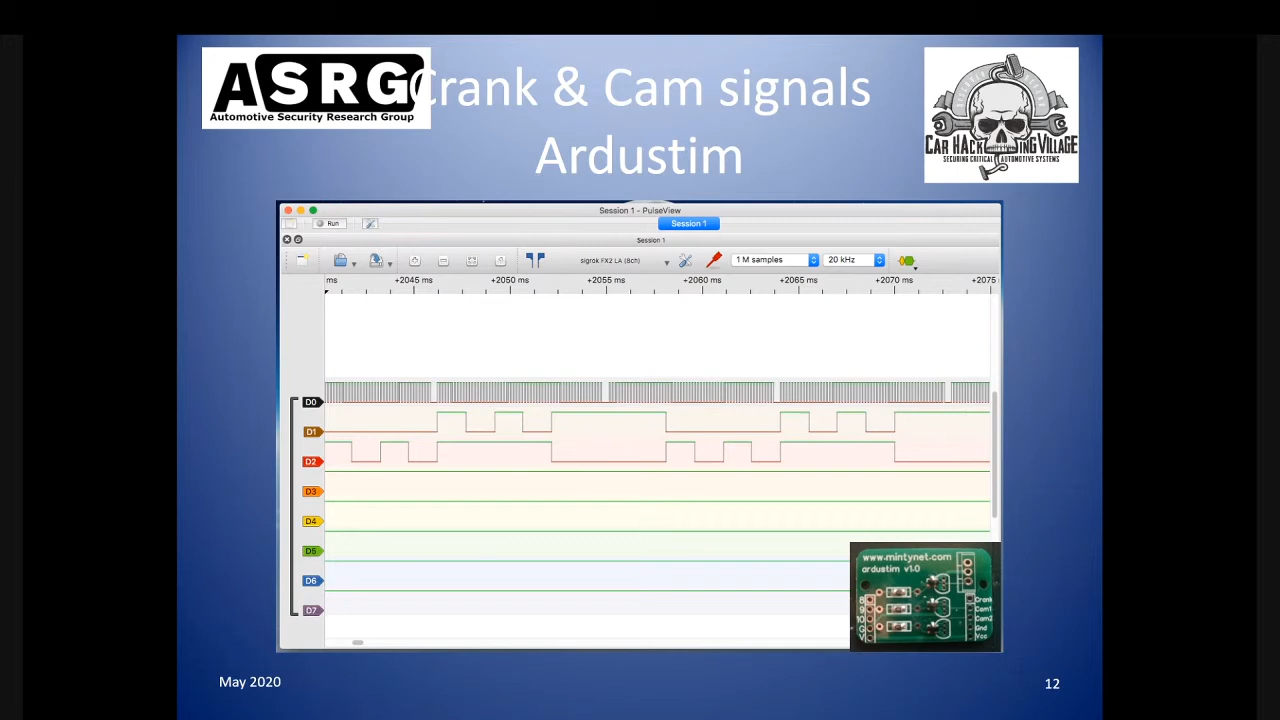 ASRG
Automotive Security Research Group
Crank & Cam signals
Ardustim
CAR HACKING VILLAGE
SECURING CRITICAL AUTOMOTIVE SYSTEMS
Session 1 - PulseView
Run
Session 1
Session 1
sigrok FX2 LA (8ch)
1 M samples
20 kHz
ms
+2045 ms
+2050 ms
+2055 ms
+2060 ms
+2065 ms
+2070 ms
+2075
D0
D1
D2
D3
D4
D5
D6
D7
www.mintynet.com
ardustim v1.0
8
9
10
G
V
Crank
Cam1
Cam2
Gnd
Vcc
May 2020
12